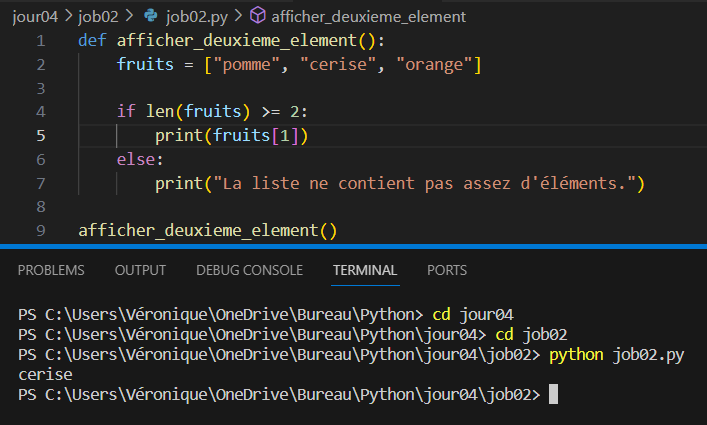 jour04 > job02 > job02.py > afficher_deuxieme_element
1 def afficher_deuxieme_element():
2     fruits = ["pomme", "cerise", "orange"]
3
4     if len(fruits) >= 2:
5         print(fruits[1])
6     else:
7         print("La liste ne contient pas assez d'éléments.")
8
9 afficher_deuxieme_element()
PROBLEMS OUTPUT DEBUG CONSOLE TERMINAL PORTS
PS C:\Users\Véronique\OneDrive\Bureau\Python> cd jour04
PS C:\Users\Véronique\OneDrive\Bureau\Python\jour04> cd job02
PS C:\Users\Véronique\OneDrive\Bureau\Python\jour04\job02> python job02.py
cerise
PS C:\Users\Véronique\OneDrive\Bureau\Python\jour04\job02>